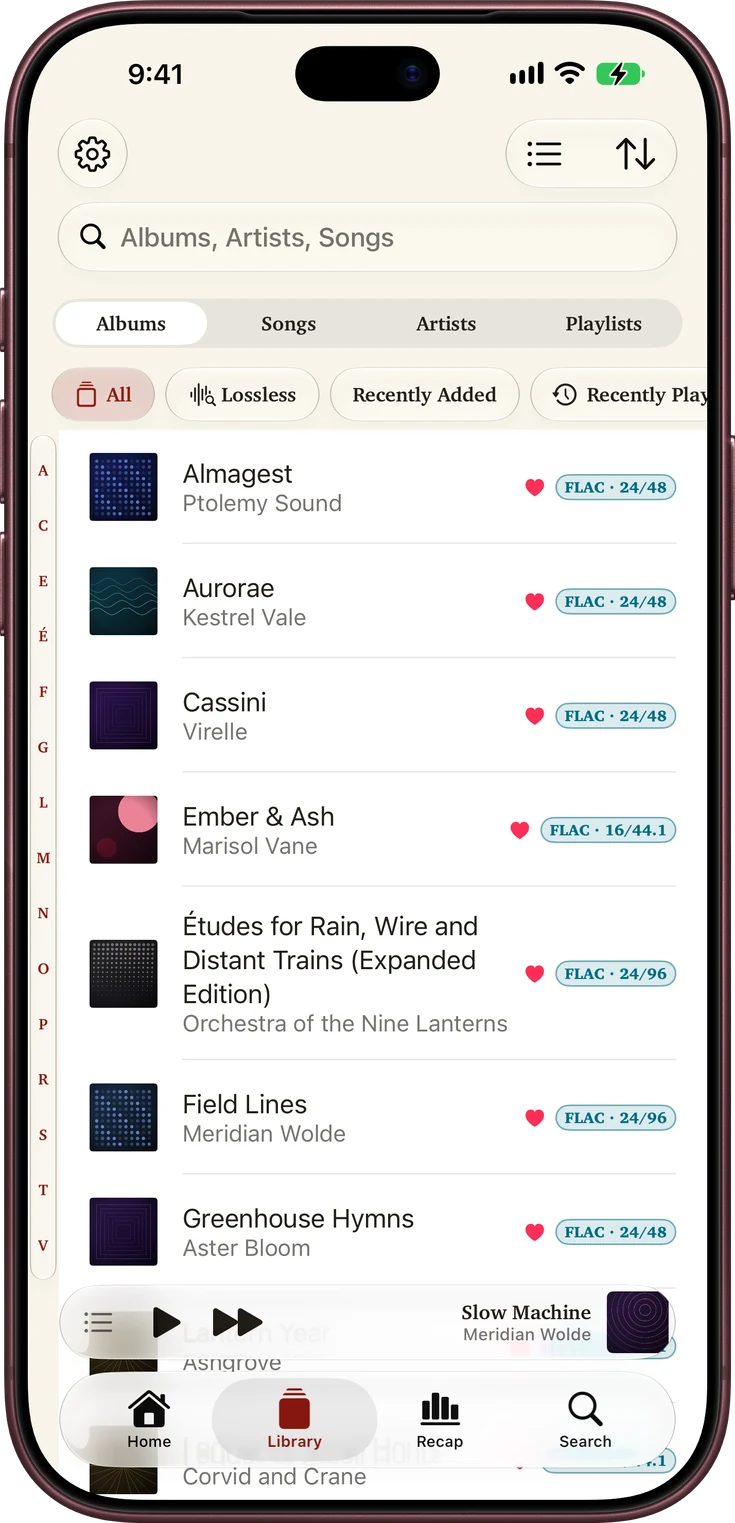 9:41
Albums, Artists, Songs
Albums Songs Artists Playlists
All Lossless Recently Added Recently Play
A
C
E
É
F
G
L
M
N
O
P
R
S
T
V
Almagest
Ptolemy Sound
FLAC · 24/48
Aurorae
Kestrel Vale
FLAC · 24/48
Cassini
Virelle
FLAC · 24/48
Ember & Ash
Marisol Vane
FLAC · 16/44.1
Études for Rain, Wire and
Distant Trains (Expanded
Edition)
Orchestra of the Nine Lanterns
FLAC · 24/96
Field Lines
Meridian Wolde
FLAC · 24/96
Greenhouse Hymns
Aster Bloom
FLAC · 24/48
Slow Machine
Meridian Wolde
Lantern Year
Ashgrove
Home Library Recap Search
Corvid and Crane